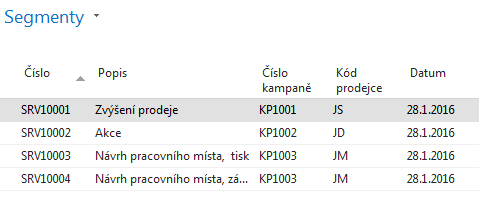 Segmenty
Číslo Popis Číslo kampaně Kód prodejce Datum
SRV10001 Zvýšení prodeje KP1001 JS 28.1.2016
SRV10002 Akce KP1002 JD 28.1.2016
SRV10003 Návrh pracovního místa, tisk KP1003 JM 28.1.2016
SRV10004 Návrh pracovního místa, zá... KP1003 JM 28.1.2016